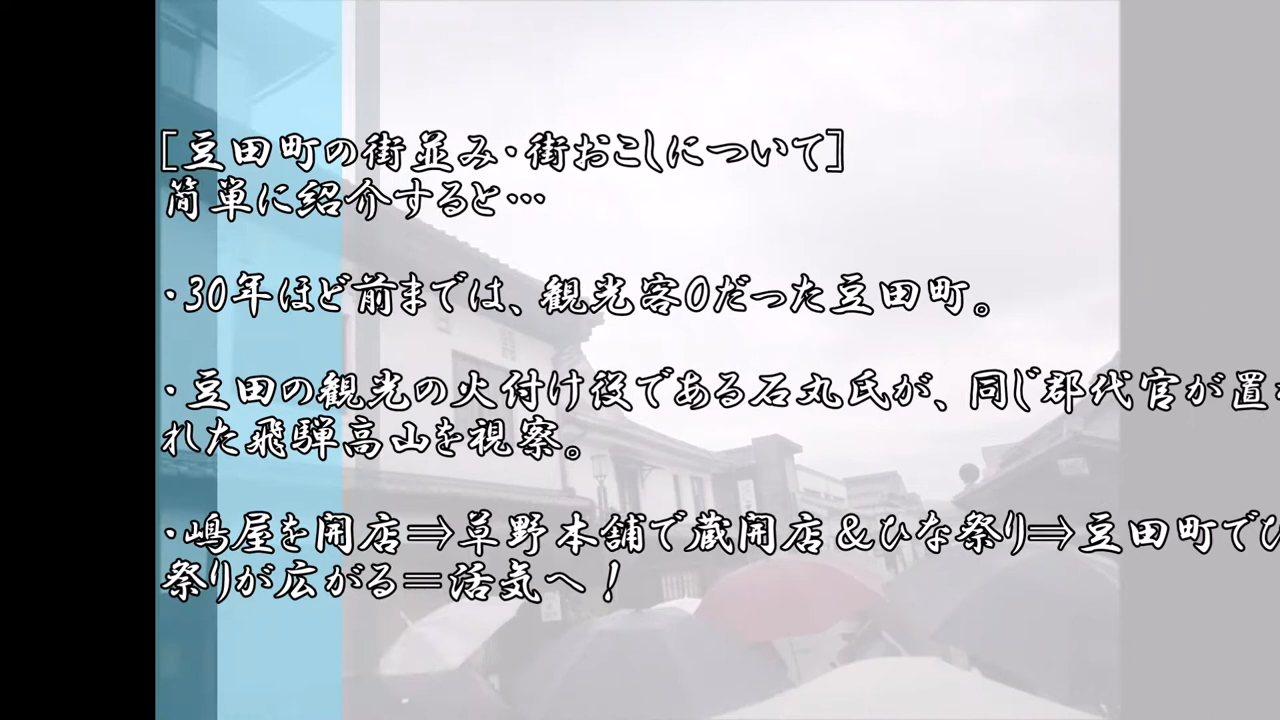 [豆田町の街並み・街おこしについて]
簡単に紹介すると…
・30年ほど前までは、観光客0だった豆田町。
・豆田の観光の火付け役である石丸氏が、同じ郡代官が置
れた飛騨高山を視察。
・嶋屋を開店⇒草野本舗で蔵開店&ひな祭り⇒豆田町でひ
祭りが広がる＝活気へ！